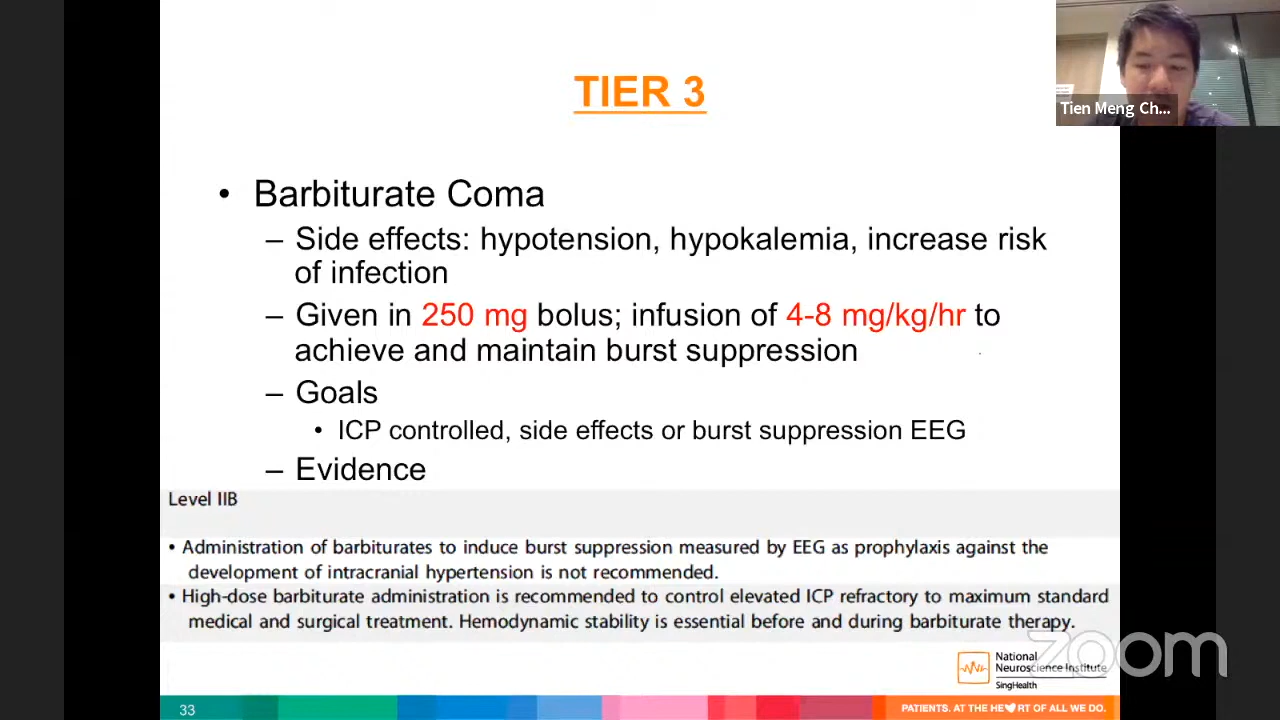 TIER 3
Tien Meng Ch...
• Barbiturate Coma
– Side effects: hypotension, hypokalemia, increase risk
of infection
– Given in 250 mg bolus; infusion of 4-8 mg/kg/hr to
achieve and maintain burst suppression
– Goals
• ICP controlled, side effects or burst suppression EEG
– Evidence
Level IIB
• Administration of barbiturates to induce burst suppression measured by EEG as prophylaxis against the
development of intracranial hypertension is not recommended.
• High-dose barbiturate administration is recommended to control elevated ICP refractory to maximum standard
medical and surgical treatment. Hemodynamic stability is essential before and during barbiturate therapy.
zoom
National
Neuroscience Institute
SingHealth
33
PATIENTS. AT THE HE♥RT OF ALL WE DO.